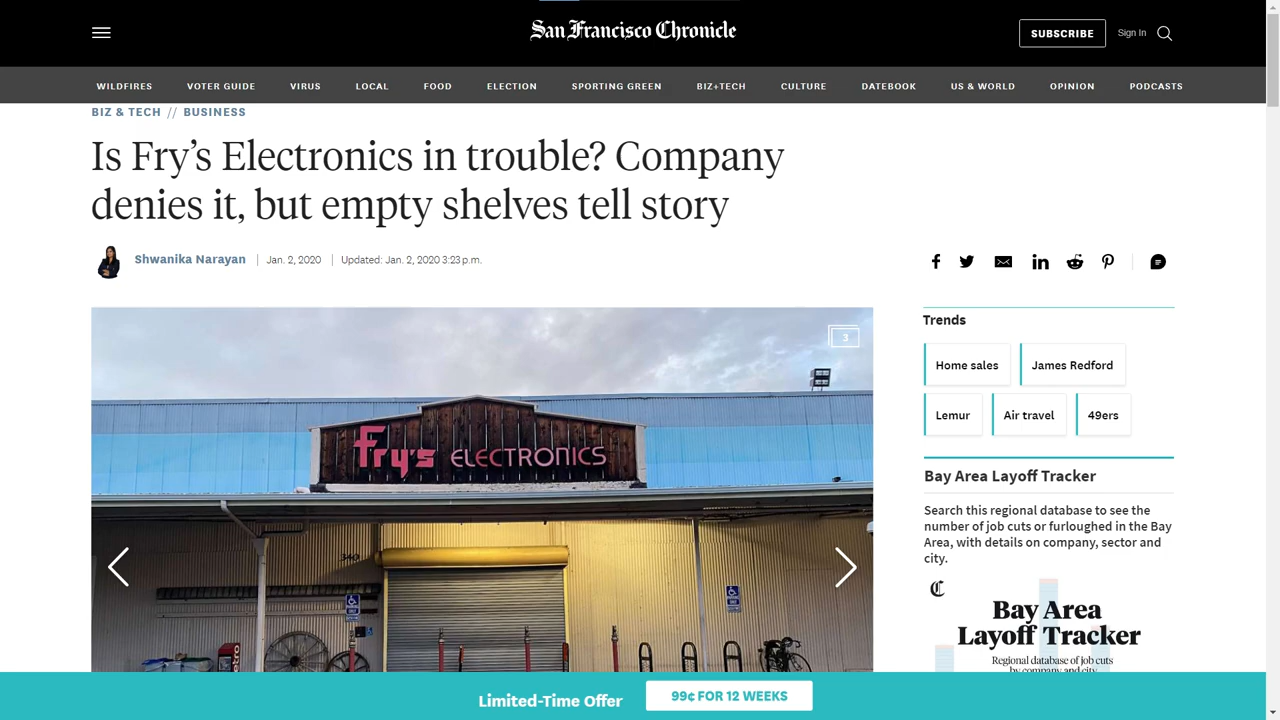 San Francisco Chronicle
SUBSCRIBE
Sign In
WILDFIRES VOTER GUIDE VIRUS LOCAL FOOD ELECTION SPORTING GREEN BIZ+TECH CULTURE DATEBOOK US & WORLD OPINION PODCASTS
BIZ & TECH // BUSINESS
Is Fry's Electronics in trouble? Company
denies it, but empty shelves tell story
Shwanika Narayan | Jan. 2, 2020 | Updated: Jan. 2, 2020 3:23 p.m.
3
Fry's ELECTRONICS
340
Trends
Home sales
James Redford
Lemur
Air travel
49ers
Bay Area Layoff Tracker
Search this regional database to see the
number of job cuts or furloughed in the Bay
Area, with details on company, sector and
city.
C
Bay Area
Layoff Tracker
Regional database of job cuts
by company and city
Limited-Time Offer
99¢ FOR 12 WEEKS